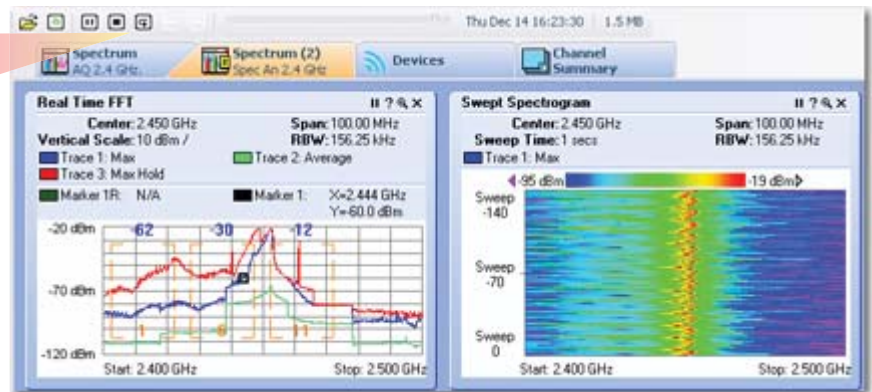 Thu Dec 14 16:23:30 1.5 MB
Spectrum
AQ 2.4 GHz.
Spectrum (2)
Spec An 2.4 GHz
Devices
Channel
Summary
Real Time FFT
Center: 2.450 GHz Span: 100.00 MHz
Vertical Scale: 10 dBm / RBW: 156.25 kHz
Trace 1: Max Trace 2: Average
Trace 3: Max Hold
Marker 1R: N/A Marker 1: X=2.444 GHz
Y=-60.0 dBm
-20 dBm -62 -30 -12
-70 dBm
1 6 11
-120 dBm
Start: 2.400 GHz Stop: 2.500 GHz
Swept Spectrogram
Center: 2.450 GHz Span: 100.00 MHz
Sweep Time: 1 secs RBW: 156.25 kHz
Trace 1: Max
-95 dBm -19 dBm
Sweep
-140
Sweep
-70
Sweep
0
Start: 2.400 GHz Stop: 2.500 GHz